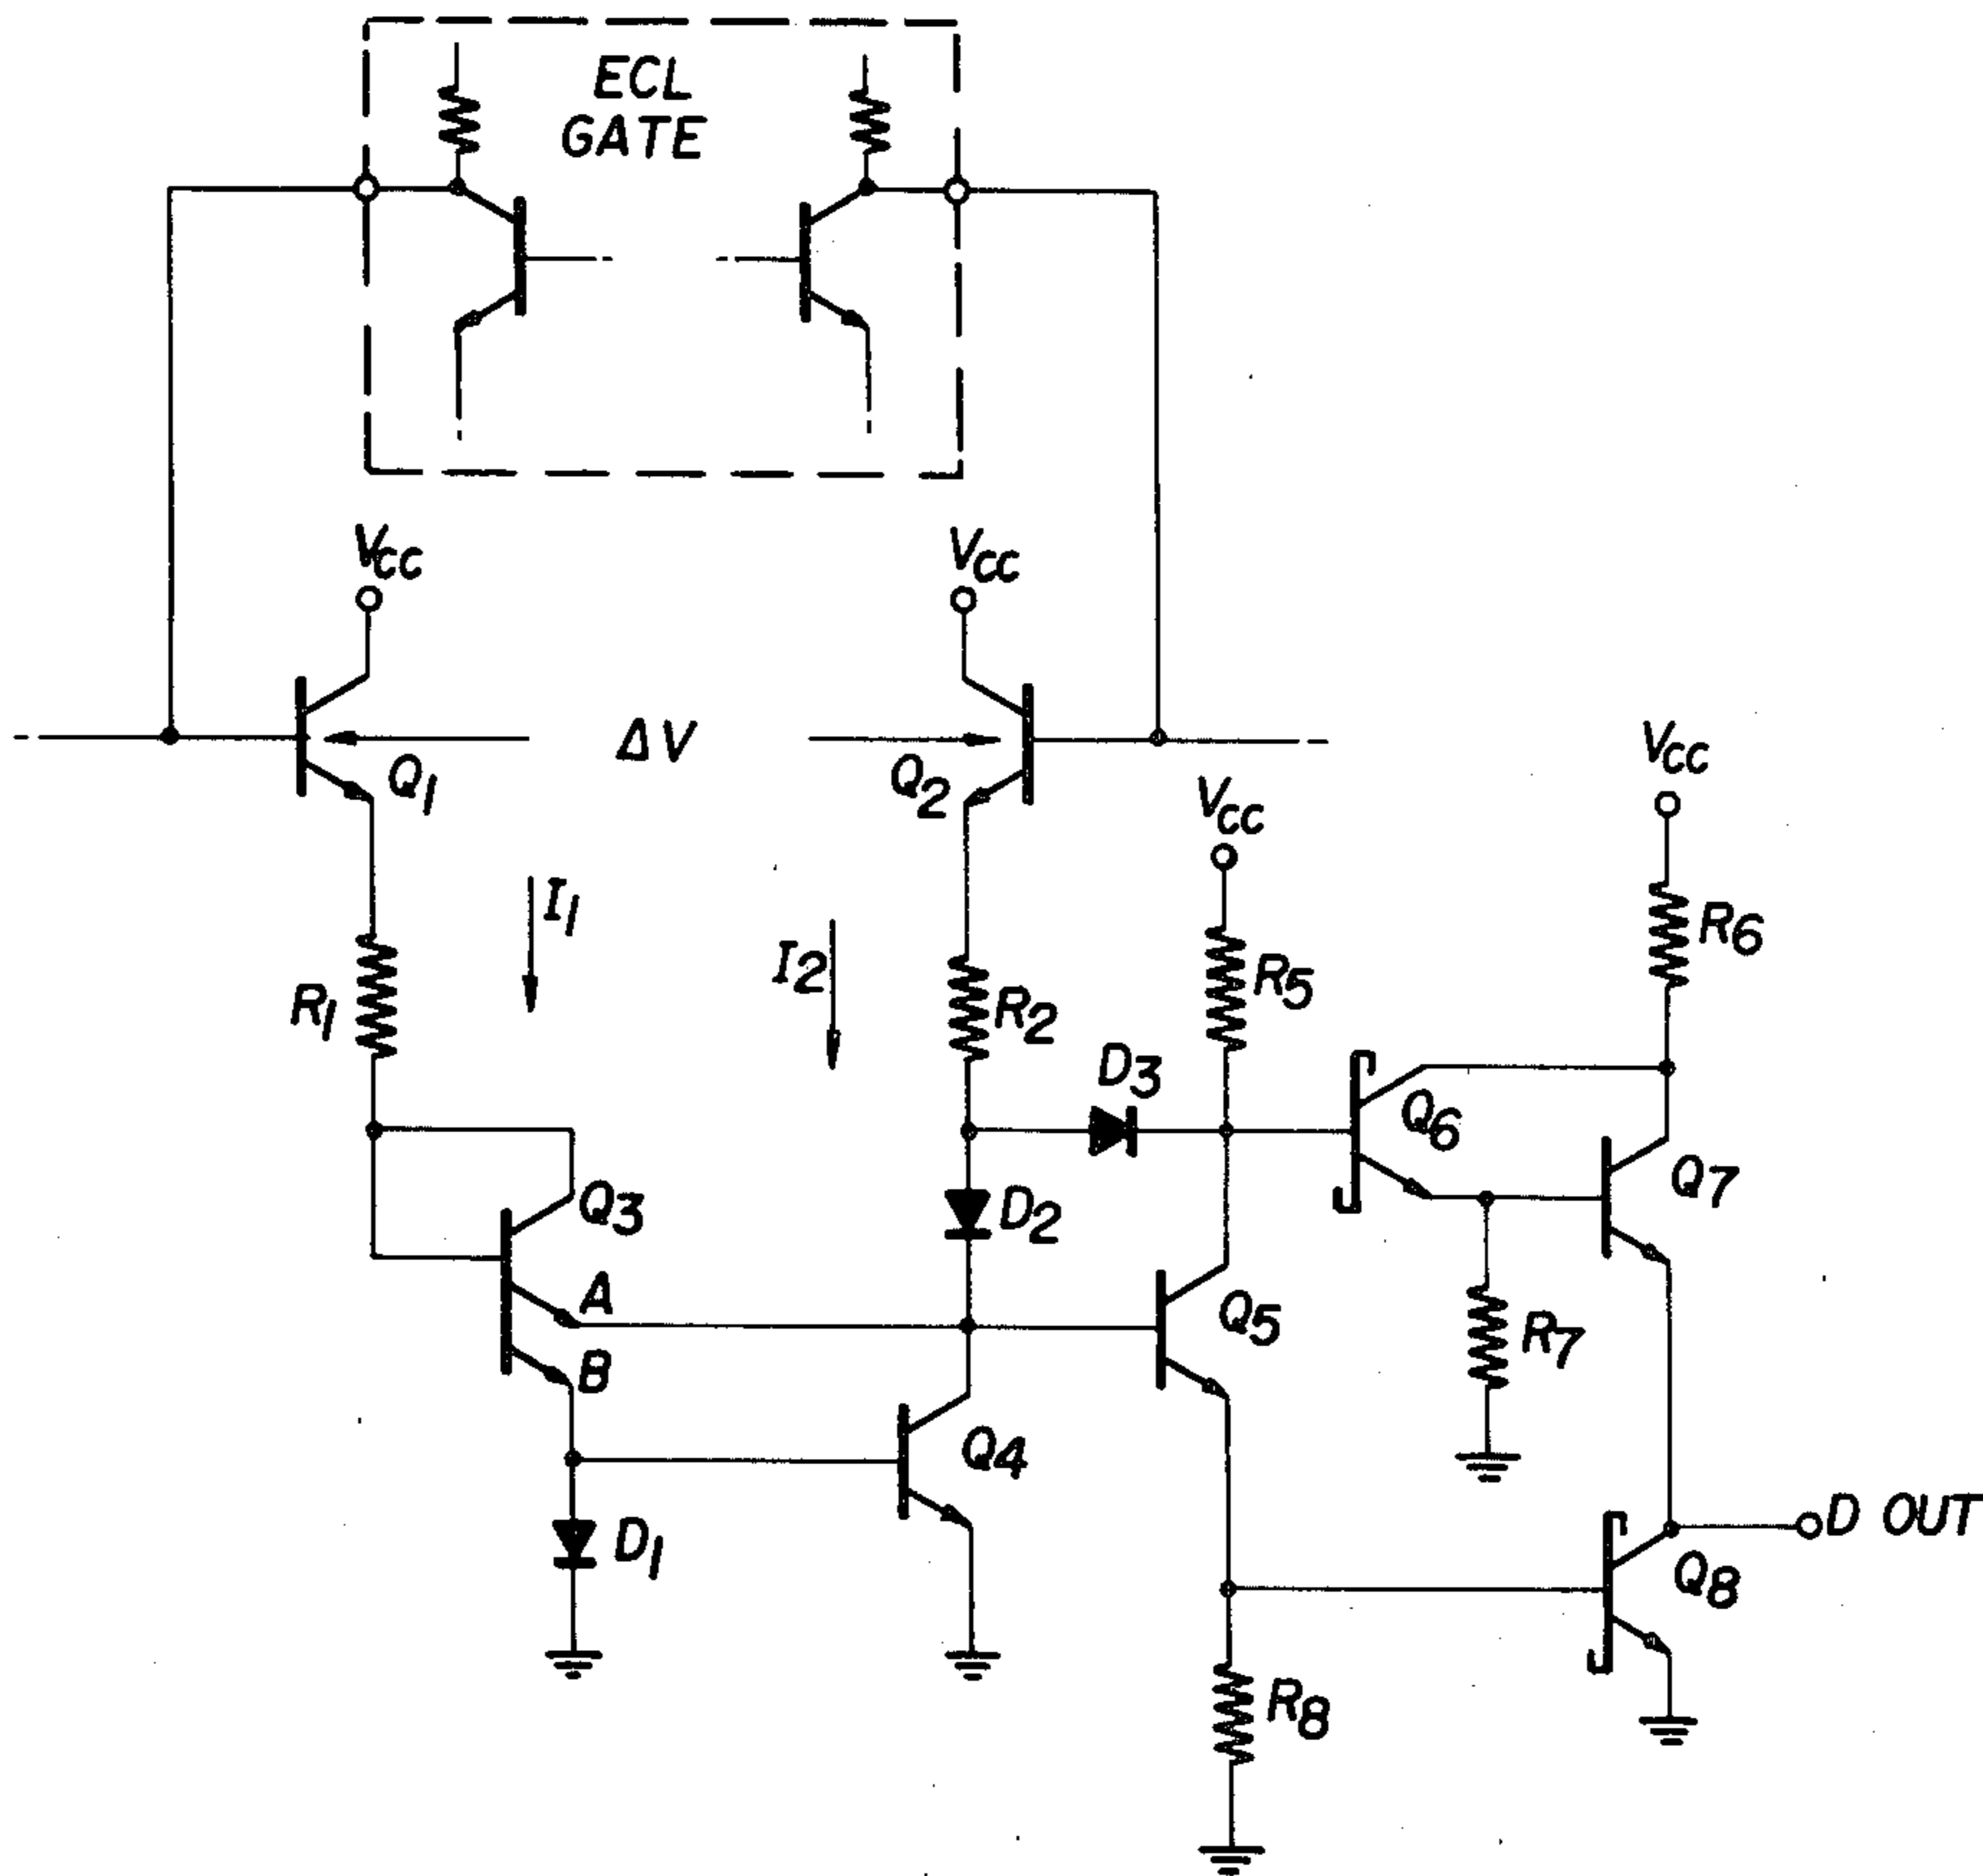 ECL
GATE
VCC
VCC
ΔV
Q1
Q2
VCC
VCC
I1
I2
R1
R2
R5
R6
D3
Q6
Q7
Q3
D2
A
B
Q5
R7
Q4
D1
D OUT
Q8
R8